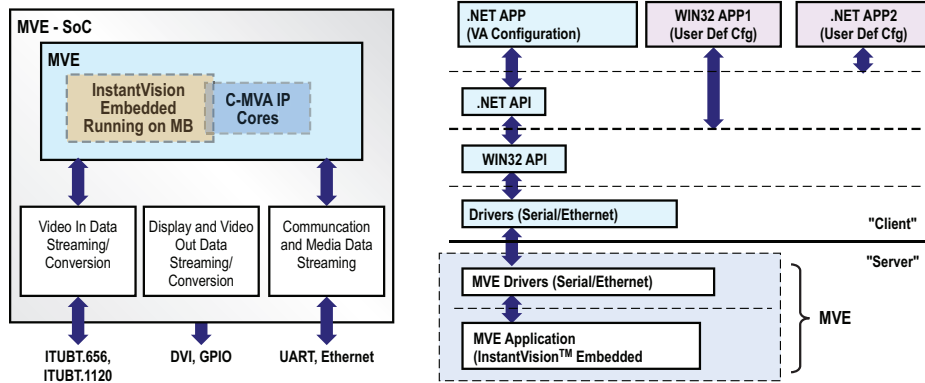 MVE - SoC
MVE
InstantVision
Embedded
Running on MB
C-MVA IP
Cores
Video In Data
Streaming/
Conversion
Display and Video
Out Data
Streaming/
Conversion
Communcation
and Media Data
Streaming
ITUBT.656,
ITUBT.1120
DVI, GPIO
UART, Ethernet
.NET APP
(VA Configuration)
WIN32 APP1
(User Def Cfg)
.NET APP2
(User Def Cfg)
.NET API
WIN32 API
Drivers (Serial/Ethernet)
"Client"
"Server"
MVE Drivers (Serial/Ethernet)
MVE Application
(InstantVision™ Embedded
MVE